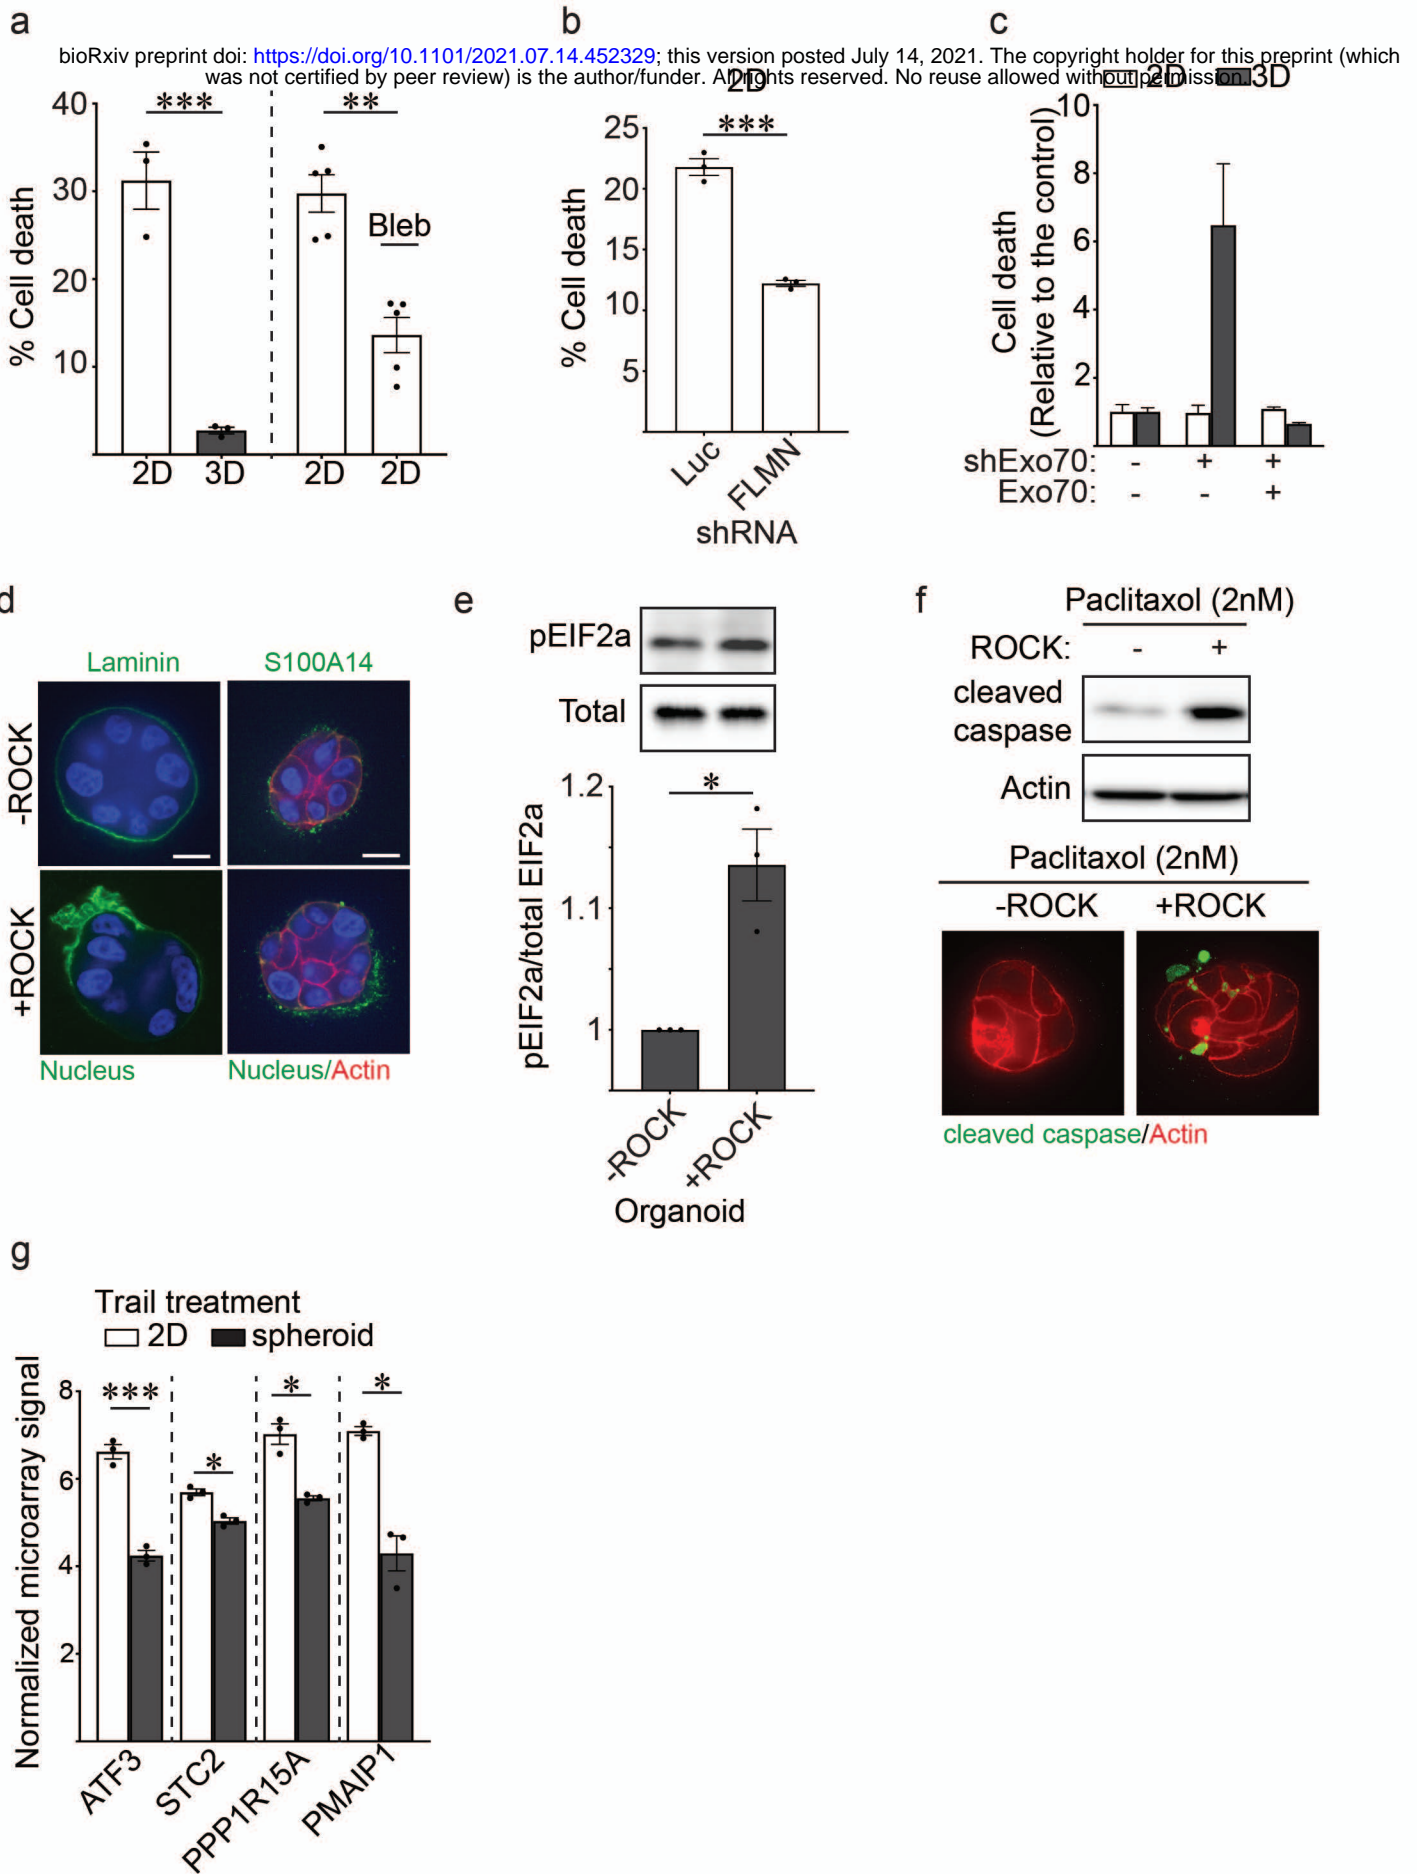 a
b
c
bioRxiv preprint doi: https://doi.org/10.1101/2021.07.14.452329; this version posted July 14, 2021. The copyright holder for this preprint (which
was not certified by peer review) is the author/funder. All rights reserved. No reuse allowed without permission.
40
30
20
10
% Cell death
***
**
Bleb
2D
3D
2D
2D
2D
25
20
15
10
5
% Cell death
***
Luc
FLMN
shRNA
2D
3D
10
8
6
4
2
Cell death
(Relative to the control)
shExo70: - + +
Exo70: - - +
d
Laminin
S100A14
-ROCK
+ROCK
Nucleus
Nucleus/Actin
e
pEIF2a
Total
1.2
1.1
1
pEIF2a/total EIF2a
*
-ROCK
+ROCK
Organoid
f
Paclitaxol (2nM)
ROCK: - +
cleaved
caspase
Actin
Paclitaxol (2nM)
-ROCK
+ROCK
cleaved caspase/Actin
g
Trail treatment
2D
spheroid
8
6
4
2
Normalized microarray signal
***
*
*
*
ATF3
STC2
PPP1R15A
PMAIP1